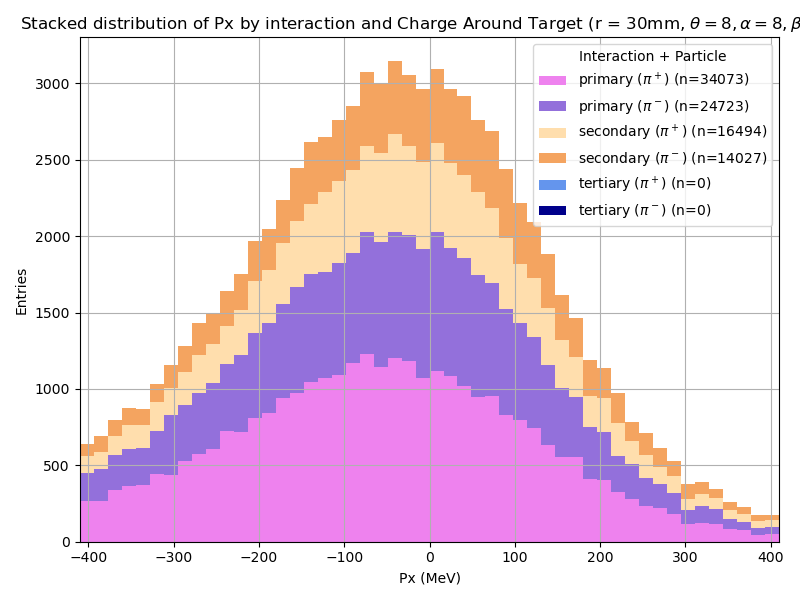 Stacked distribution of Px by interaction and Charge Around Target (r = 30mm, θ = 8, α = 8, β
Interaction + Particle
primary (π⁺) (n=34073)
primary (π⁻) (n=24723)
secondary (π⁺) (n=16494)
secondary (π⁻) (n=14027)
tertiary (π⁺) (n=0)
tertiary (π⁻) (n=0)
Entries
3000
2500
2000
1500
1000
500
0
−400 −300 −200 −100 0 100 200 300 400
Px (MeV)